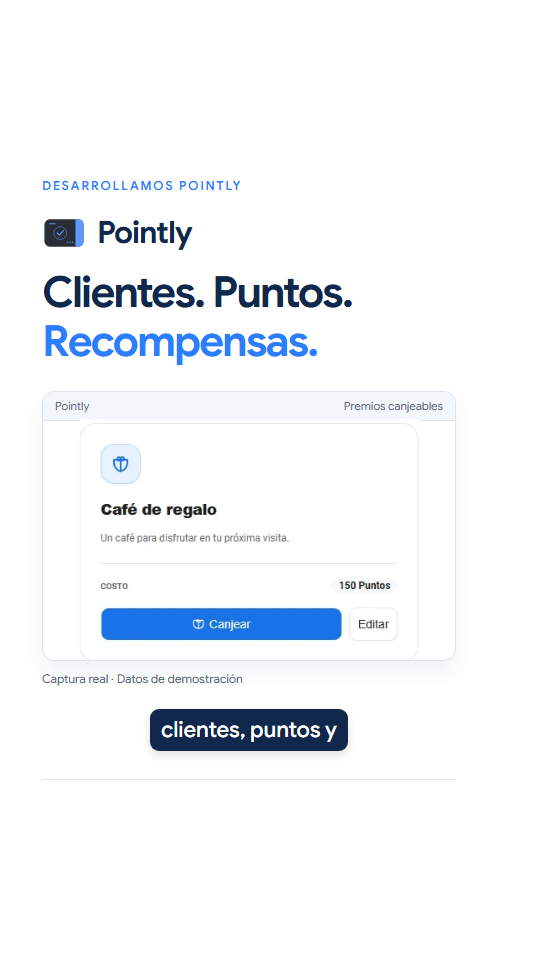 DESARROLLAMOS POINTLY
Pointly
Clientes. Puntos.
Recompensas.
Pointly Premios canjeables
Café de regalo
Un café para disfrutar en tu próxima visita.
COSTO 150 Puntos
Canjear Editar
Captura real · Datos de demostración
clientes, puntos y